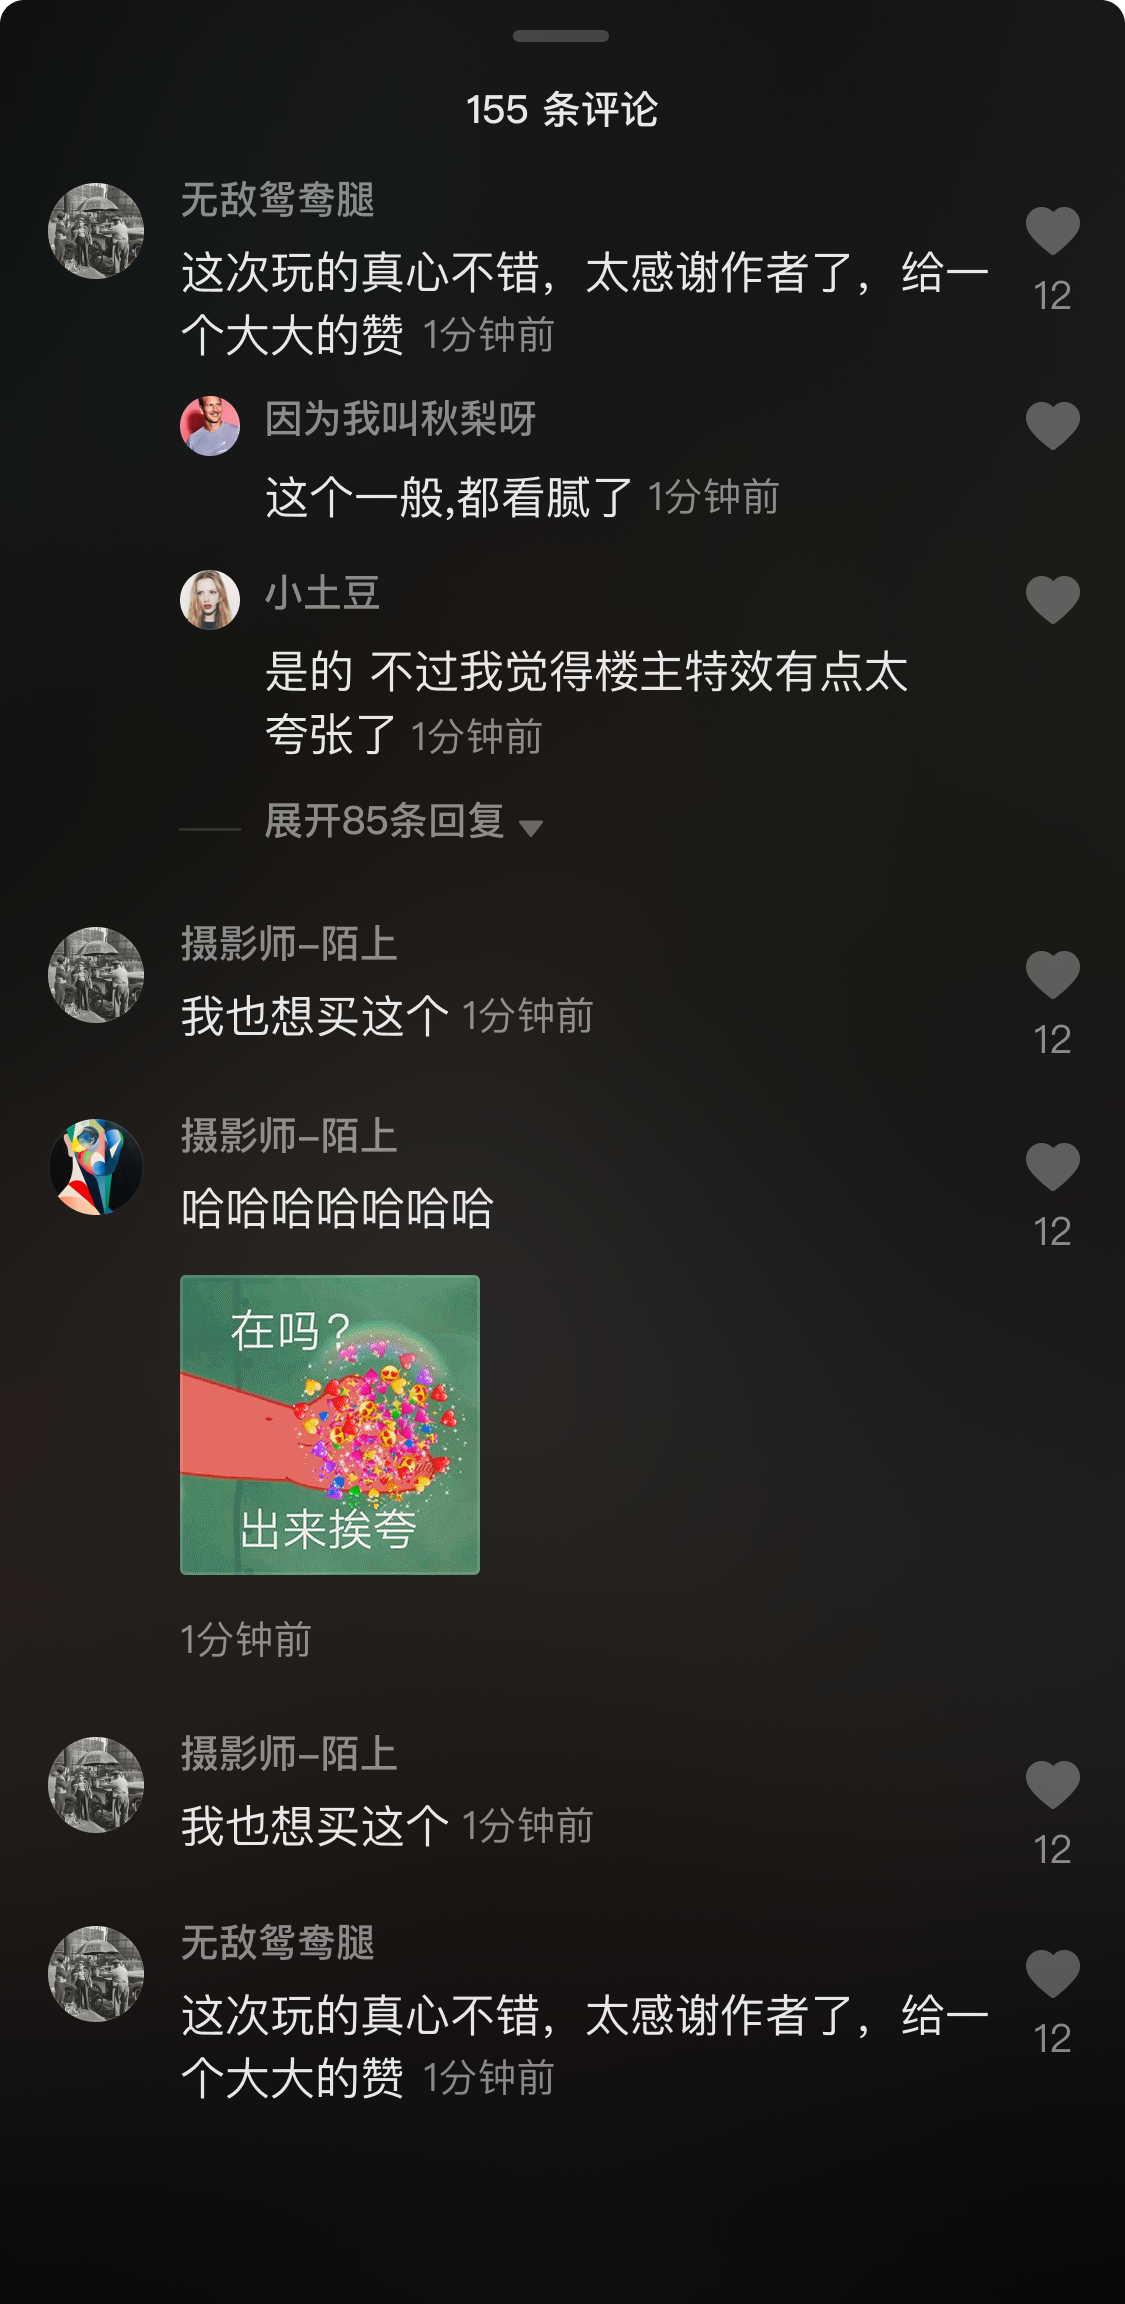 155 条评论
无敌鸳鸯腿
这次玩的真心不错，太感谢作者了，给一
12
个大大的赞 1分钟前
因为我叫秋梨呀
这个一般,都看腻了 1分钟前
小土豆
是的 不过我觉得楼主特效有点太
夸张了 1分钟前
展开85条回复
摄影师-陌上
我也想买这个 1分钟前
12
摄影师-陌上
哈哈哈哈哈哈哈
12
在吗?
出来挨夸
1分钟前
摄影师-陌上
我也想买这个 1分钟前
12
无敌鸳鸯腿
这次玩的真心不错，太感谢作者了，给一
12
个大大的赞 1分钟前